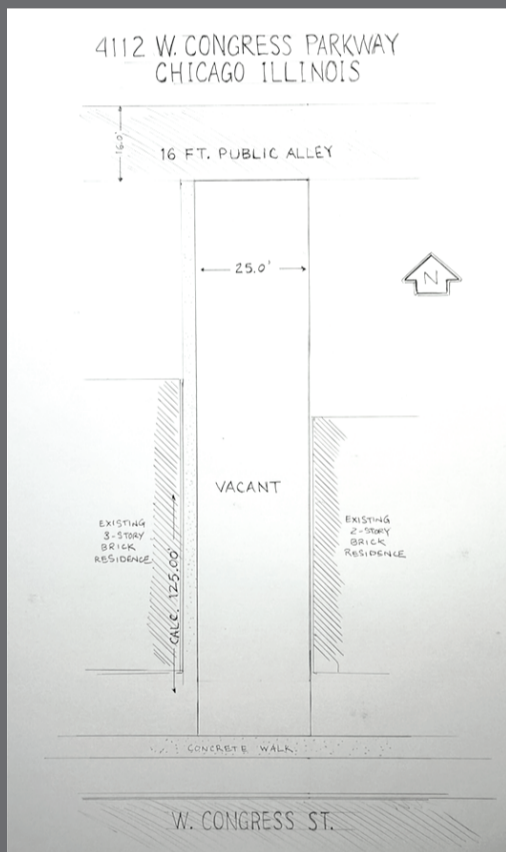 4112 W. CONGRESS PARKWAY
CHICAGO ILLINOIS
16.0'
16 FT. PUBLIC ALLEY
25.0'
N
VACANT
EXISTING
3-STORY
BRICK
RESIDENCE
EXISTING
2-STORY
BRICK
RESIDENCE
CALC. 125.00'
CONCRETE WALK
W. CONGRESS ST.